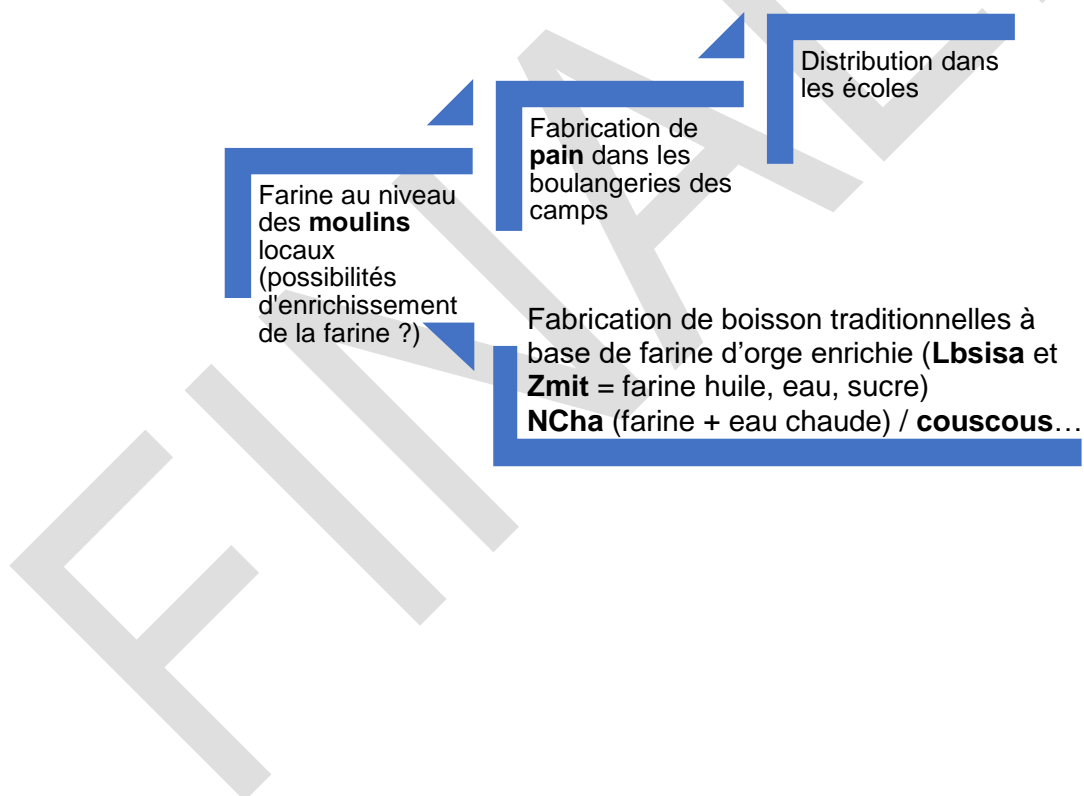 Distribution dans
les écoles
Fabrication de
pain dans les
boulangeries des
camps
Farine au niveau
des moulins
locaux
(possibilités
d'enrichissement
de la farine ?)
Fabrication de boisson traditionnelles à
base de farine d’orge enrichie (Lbsisa et
Zmit = farine huile, eau, sucre)
NCha (farine + eau chaude) / couscous…
FINAL